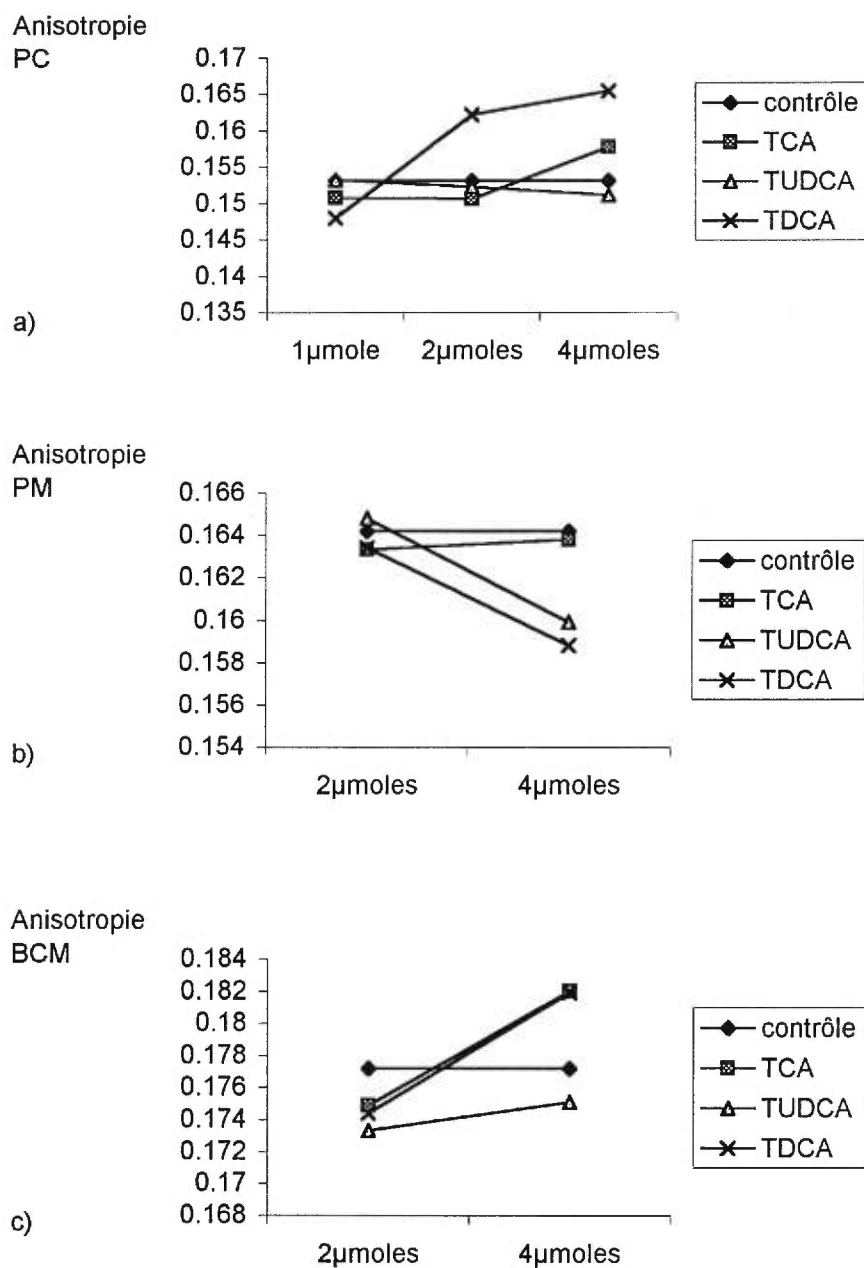 Anisotropie
PC
0.17
0.165
0.16
0.155
0.15
0.145
0.14
0.135
1µmole 2µmoles 4µmoles
contrôle
TCA
TUDCA
TDCA
a)
Anisotropie
PM
0.166
0.164
0.162
0.16
0.158
0.156
0.154
2µmoles 4µmoles
contrôle
TCA
TUDCA
TDCA
b)
Anisotropie
BCM
0.184
0.182
0.18
0.178
0.176
0.174
0.172
0.17
0.168
2µmoles 4µmoles
contrôle
TCA
TUDCA
TDCA
c)